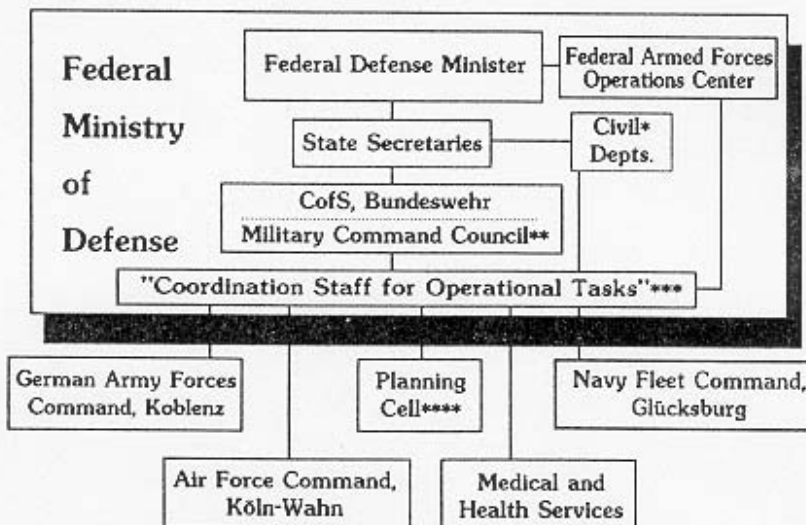 Federal
Ministry
of
Defense
Federal Defense Minister
Federal Armed Forces
Operations Center
State Secretaries
Civil*
Depts.
CofS, Bundeswehr
Military Command Council**
"Coordination Staff for Operational Tasks"***
German Army Forces
Command, Koblenz
Planning
Cell****
Navy Fleet Command,
Glücksburg
Air Force Command,
Köln-Wahn
Medical and
Health Services